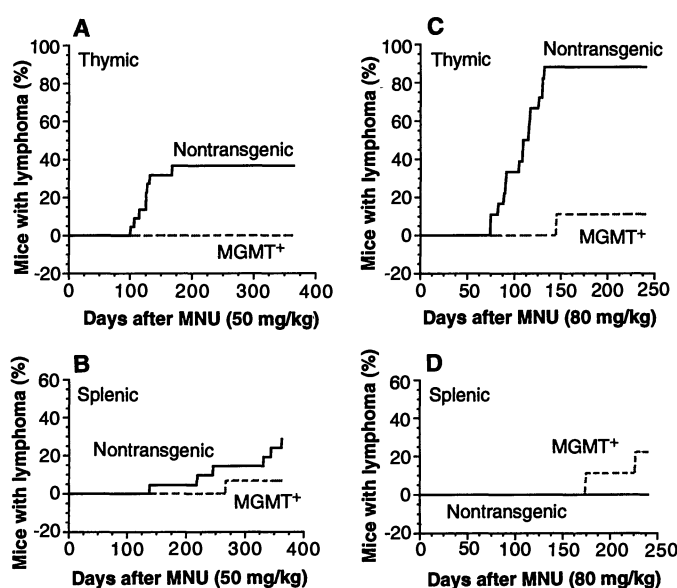 A
Thymic
Mice with lymphoma (%)
100
80
60
40
20
0
-20
Nontransgenic
MGMT+
0 100 200 300 400
Days after MNU (50 mg/kg)
C
Thymic
Mice with lymphoma (%)
100
80
60
40
20
0
-20
Nontransgenic
MGMT+
0 50 100 150 200 250
Days after MNU (80 mg/kg)
B
Splenic
Mice with lymphoma (%)
60
40
20
0
-20
Nontransgenic
MGMT+
0 100 200 300 400
Days after MNU (50 mg/kg)
D
Splenic
Mice with lymphoma (%)
60
40
20
0
-20
MGMT+
Nontransgenic
0 50 100 150 200 250
Days after MNU (80 mg/kg)